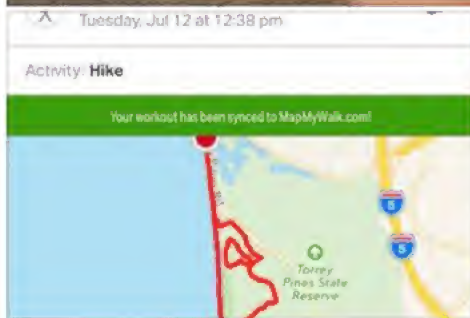 Tuesday, Jul 12 at 12:38 pm
Activity: Hike
Your workout has been synced to MapMyWalk.com!
5
5
Torrey
Pines State
Reserve